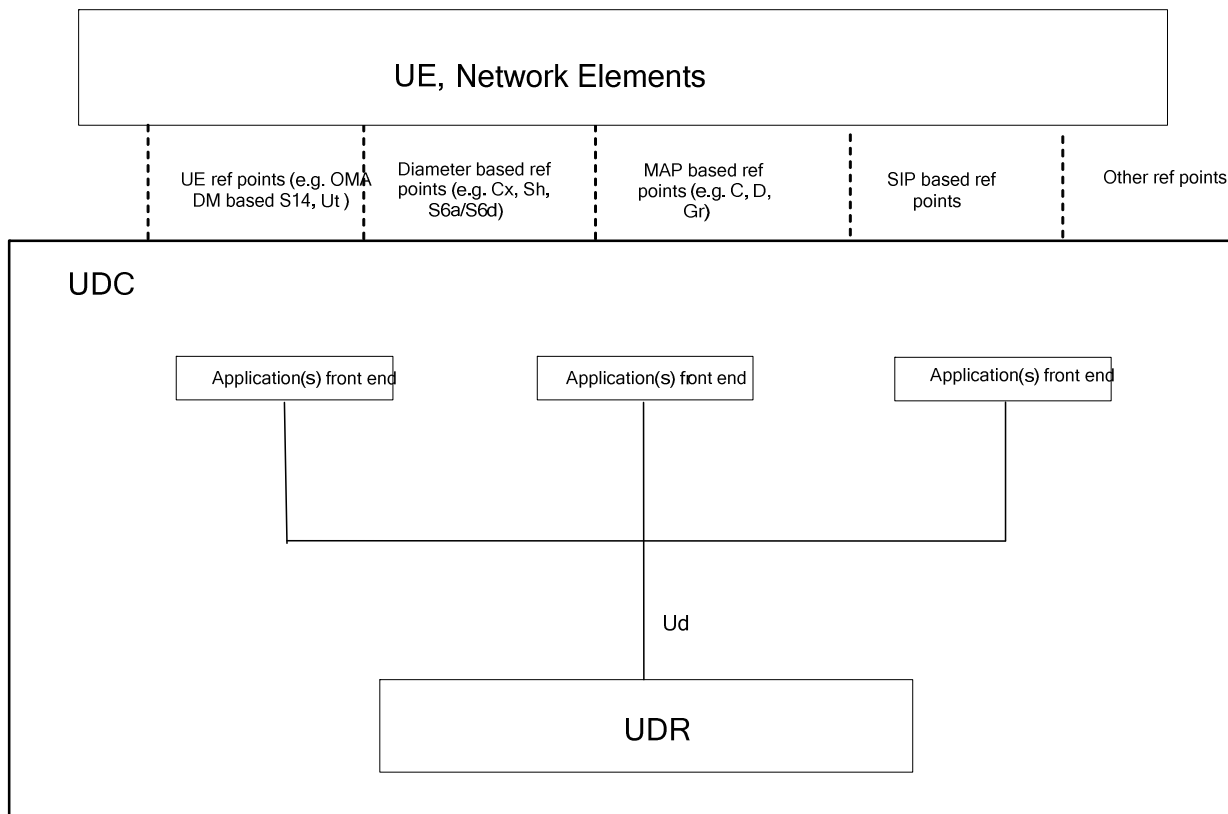 UE, Network Elements
UE ref points (e.g. OMA
DM based S14, Ut )
Diameter based ref
points (e.g. Cx, Sh,
S6a/S6d)
MAP based ref
points (e.g. C, D,
Gr)
SIP based ref
points
Other ref points
UDC
Application(s) front end
Application(s) front end
Application(s) front end
Ud
UDR